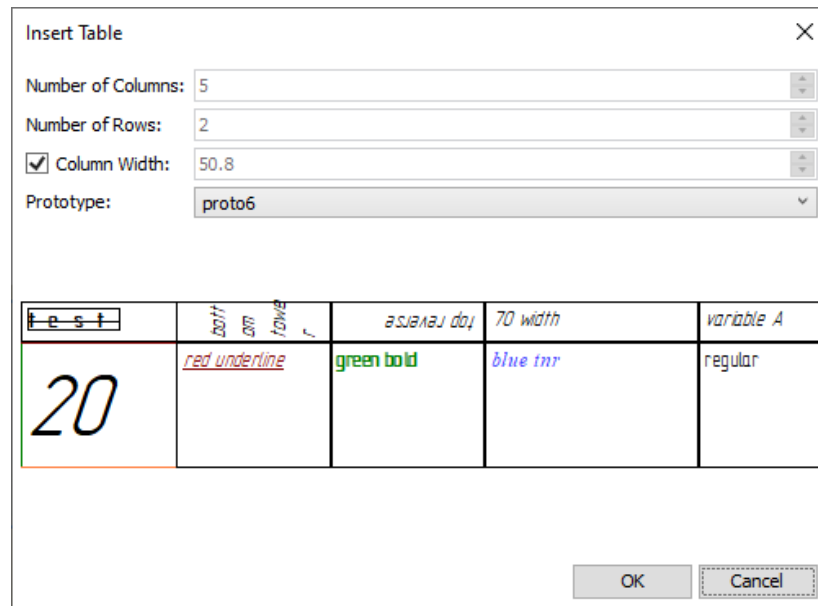 Insert Table
Number of Columns: 5
Number of Rows: 2
Column Width: 50.8
Prototype: proto6
test
bott
om
towe
r
top revarsa
70 width
variable A
20
red underline
green bold
blue tnr
regular
OK
Cancel